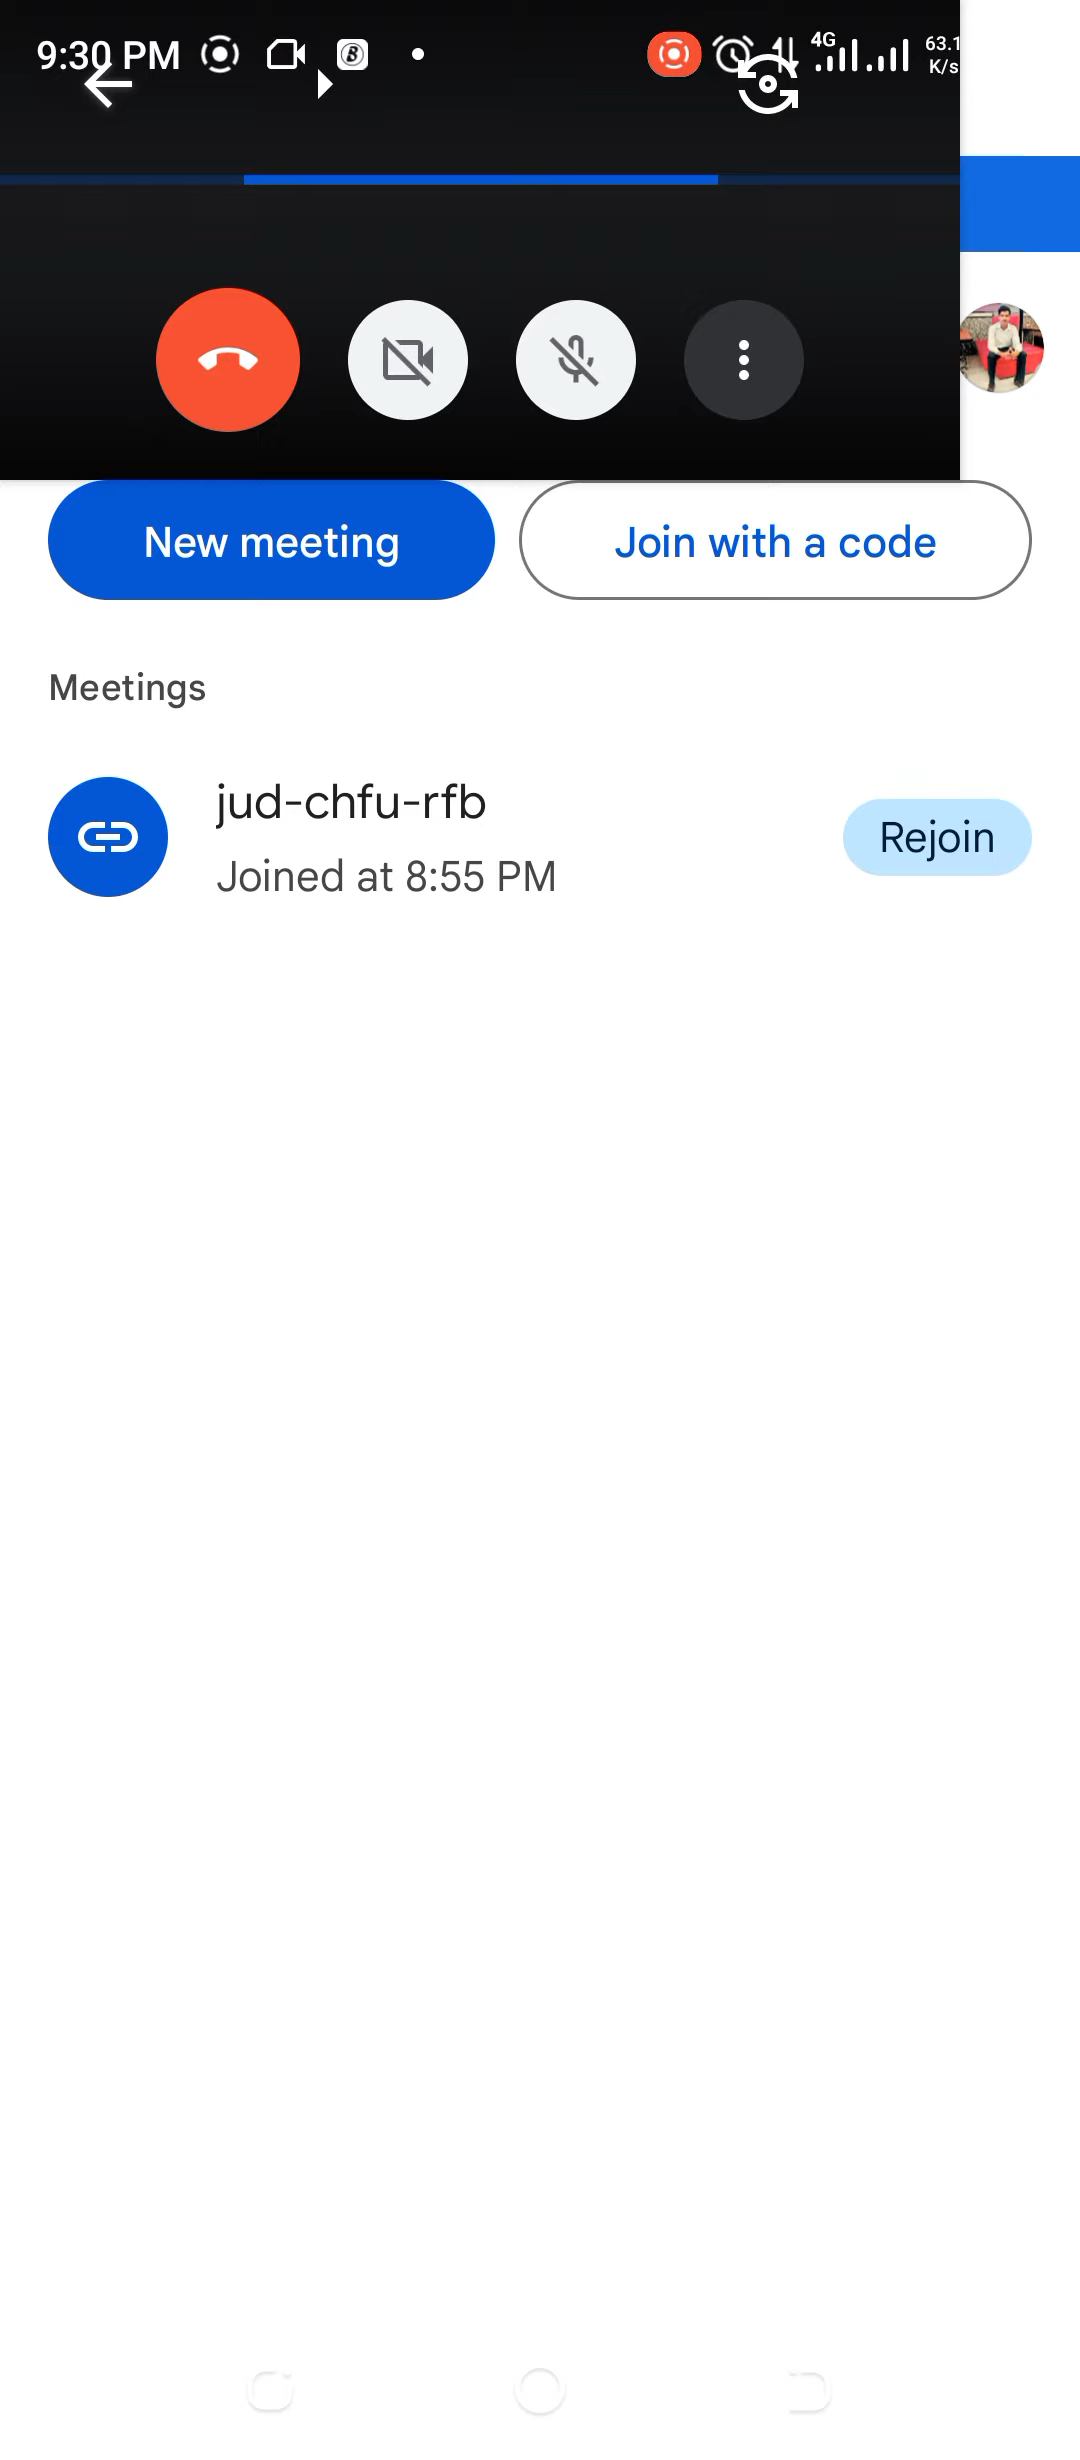 9:30 PM
4G
63.1
K/s
New meeting
Join with a code
Meetings
jud-chfu-rfb
Joined at 8:55 PM
Rejoin